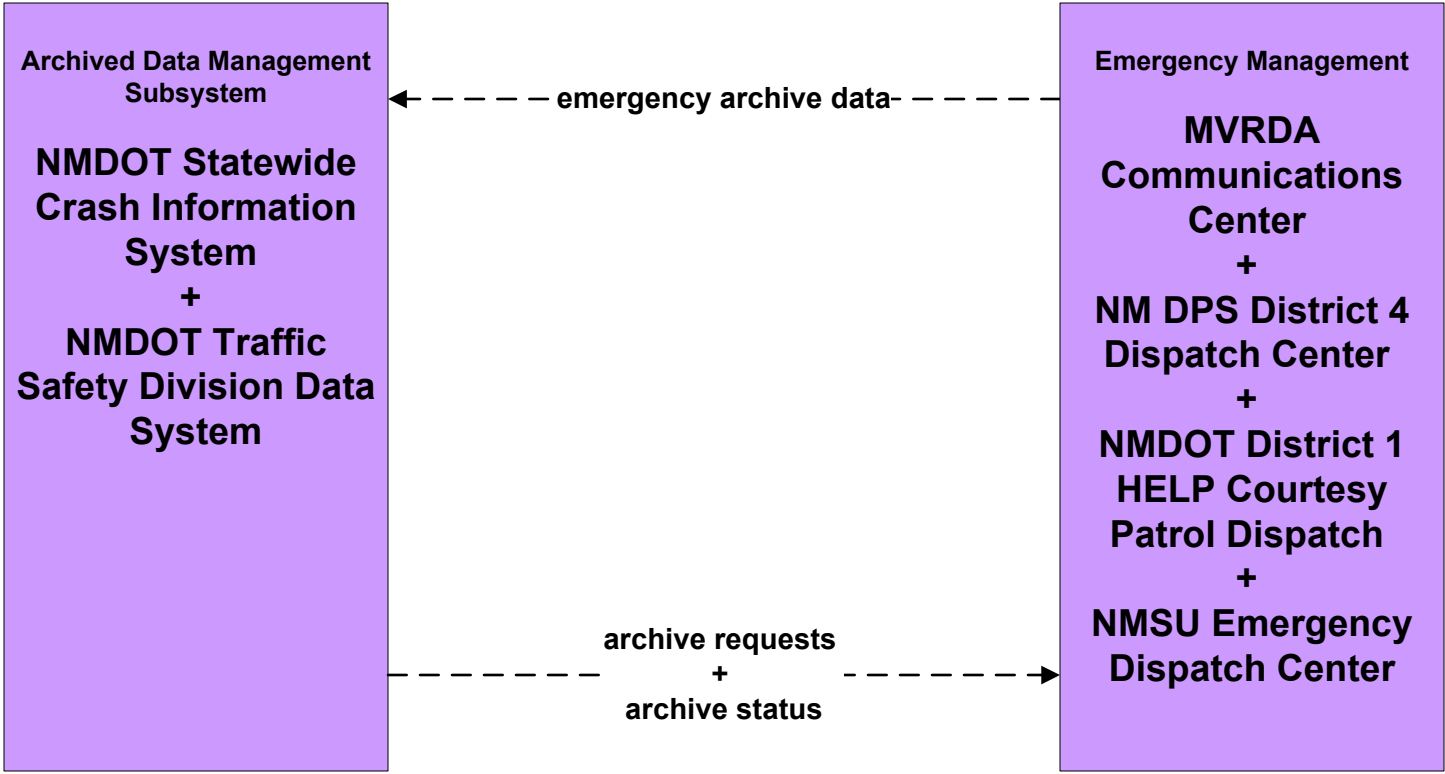 Archived Data Management
Subsystem
NMDOT Statewide
Crash Information
System
+
NMDOT Traffic
Safety Division Data
System
emergency archive data
archive requests
+
archive status
Emergency Management
MVRDA
Communications
Center
+
NM DPS District 4
Dispatch Center
+
NMDOT District 1
HELP Courtesy
Patrol Dispatch
+
NMSU Emergency
Dispatch Center